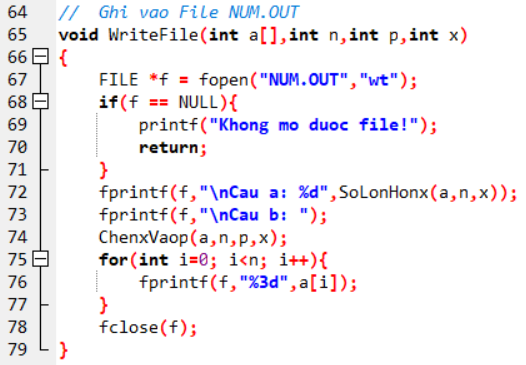 64 //  Ghi vao File NUM.OUT
65 void WriteFile(int a[],int n,int p,int x)
66 {
67     FILE *f = fopen("NUM.OUT","wt");
68     if(f == NULL){
69         printf("Khong mo duoc file!");
70         return;
71     }
72     fprintf(f,"\nCau a: %d",SoLonHonx(a,n,x));
73     fprintf(f,"\nCau b: ");
74     ChenxVaop(a,n,p,x);
75     for(int i=0; i<n; i++){
76         fprintf(f,"%3d",a[i]);
77     }
78     fclose(f);
79 }